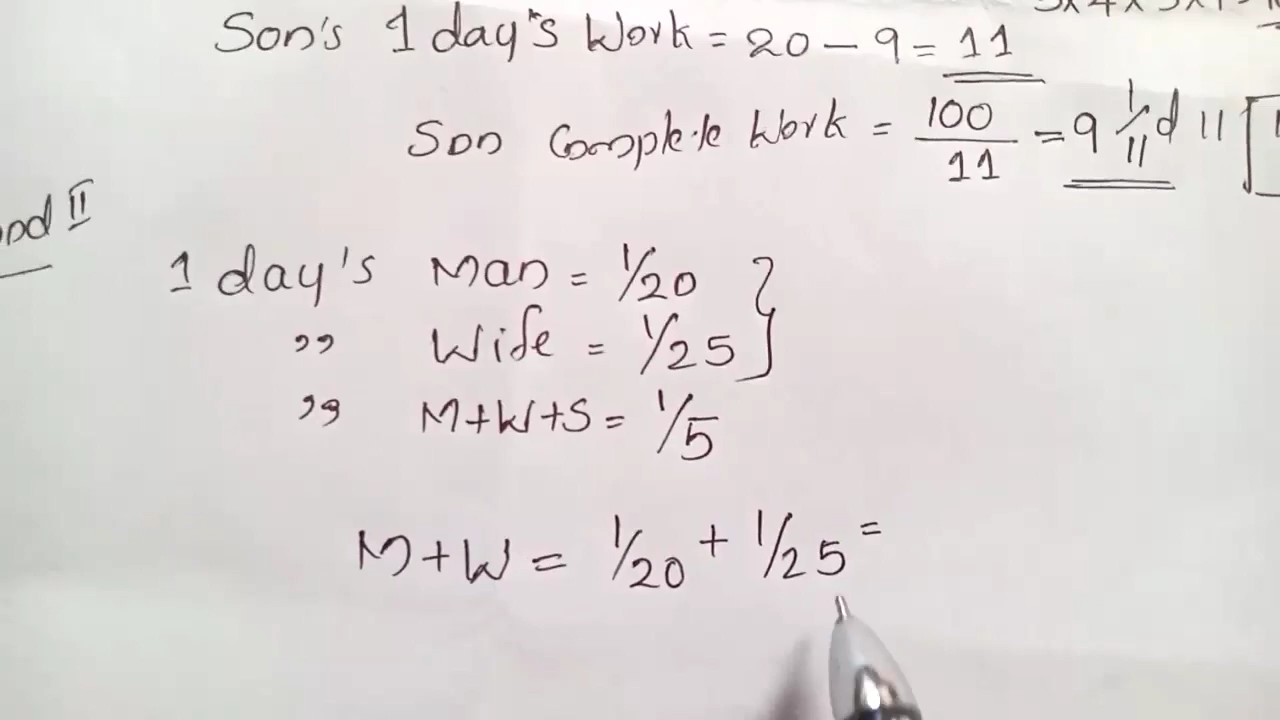 Son's 1 day's Work = 20 - 9 = 11
Son Complete Work = 100/11 = 9 1/11 d 11
II
1 day's Man = 1/20
,, Wife = 1/25
,, M+W+S = 1/5
M+W = 1/20 + 1/25 =